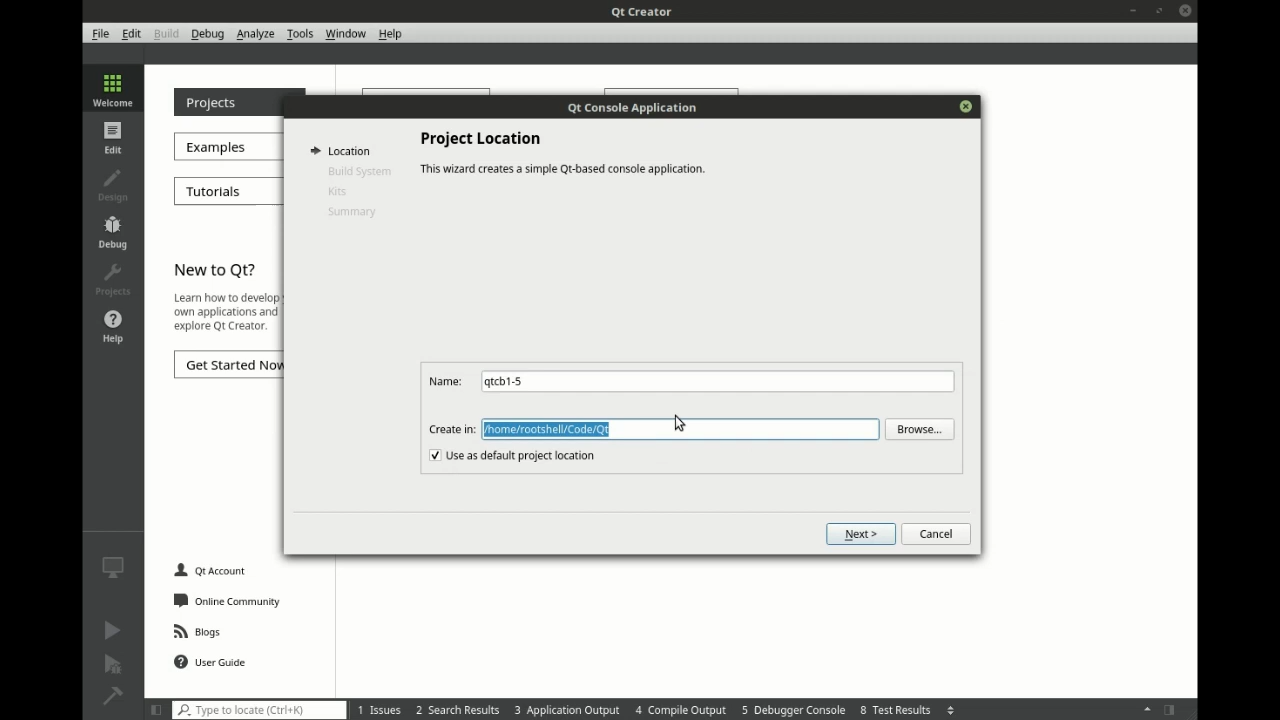 Qt Creator
File Edit Build Debug Analyze Tools Window Help
Welcome
Edit
Design
Debug
Projects
Help
Projects
Examples
Tutorials
New to Qt?
Learn how to develop
own applications and
explore Qt Creator.
Get Started Now
Qt Account
Online Community
Blogs
User Guide
Qt Console Application
Location
Build System
Kits
Summary
Project Location
This wizard creates a simple Qt-based console application.
Name: qtcb1-5
Create in: /home/rootshell/Code/Qt Browse...
Use as default project location
Next > Cancel
Type to locate (Ctrl+K) 1 Issues 2 Search Results 3 Application Output 4 Compile Output 5 Debugger Console 8 Test Results